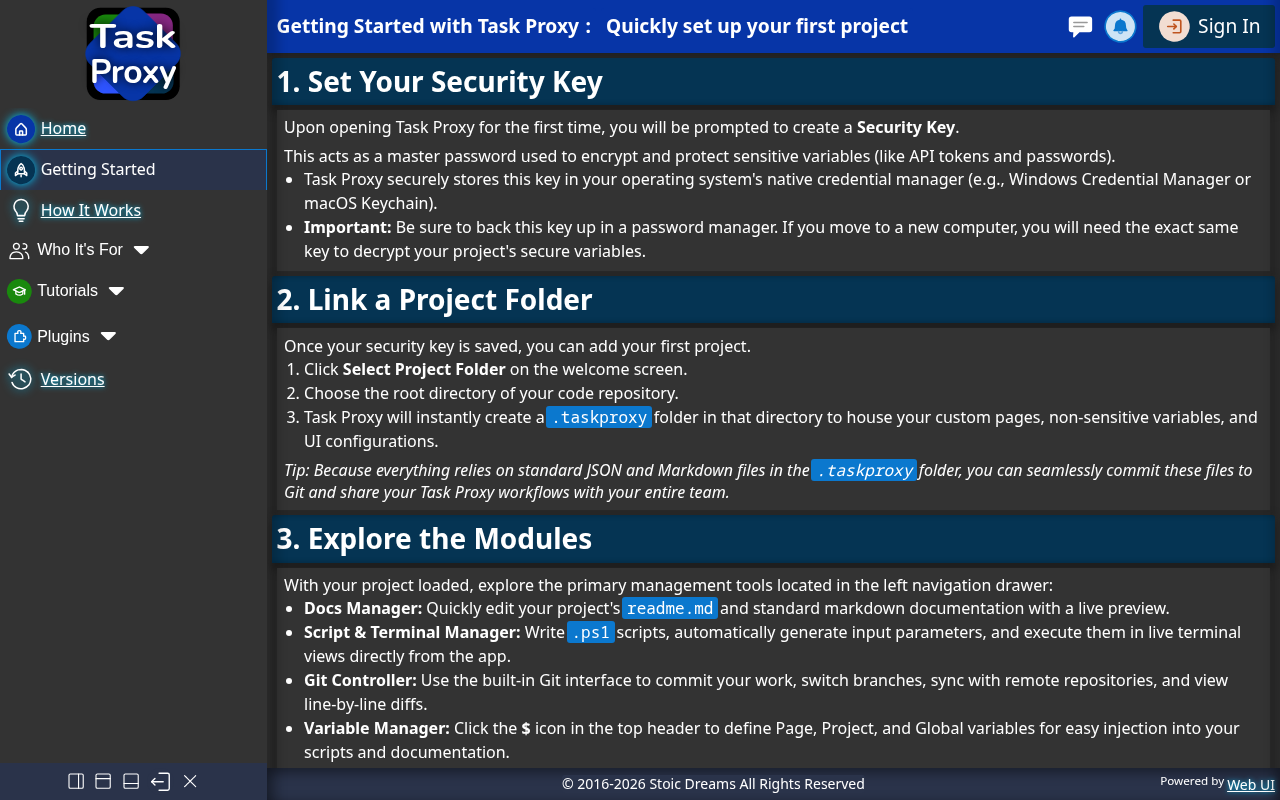 Task
Proxy
Home
Getting Started
How It Works
Who It's For
Tutorials
Plugins
Versions
Getting Started with Task Proxy : Quickly set up your first project
Sign In
1. Set Your Security Key
Upon opening Task Proxy for the first time, you will be prompted to create a Security Key.
This acts as a master password used to encrypt and protect sensitive variables (like API tokens and passwords).
• Task Proxy securely stores this key in your operating system's native credential manager (e.g., Windows Credential Manager or
macOS Keychain).
• Important: Be sure to back this key up in a password manager. If you move to a new computer, you will need the exact same
key to decrypt your project's secure variables.
2. Link a Project Folder
Once your security key is saved, you can add your first project.
1. Click Select Project Folder on the welcome screen.
2. Choose the root directory of your code repository.
3. Task Proxy will instantly create a .taskproxy folder in that directory to house your custom pages, non-sensitive variables, and
UI configurations.
Tip: Because everything relies on standard JSON and Markdown files in the .taskproxy folder, you can seamlessly commit these files to
Git and share your Task Proxy workflows with your entire team.
3. Explore the Modules
With your project loaded, explore the primary management tools located in the left navigation drawer:
• Docs Manager: Quickly edit your project's readme.md and standard markdown documentation with a live preview.
• Script & Terminal Manager: Write .ps1 scripts, automatically generate input parameters, and execute them in live terminal
views directly from the app.
• Git Controller: Use the built-in Git interface to commit your work, switch branches, sync with remote repositories, and view
line-by-line diffs.
• Variable Manager: Click the $ icon in the top header to define Page, Project, and Global variables for easy injection into your
scripts and documentation.
© 2016-2026 Stoic Dreams All Rights Reserved
Powered by Web UI